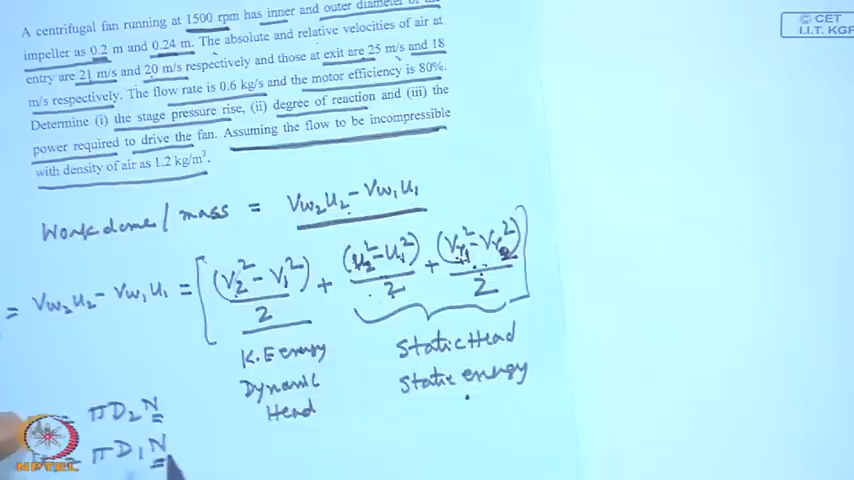 A centrifugal fan running at 1500 rpm has inner and outer diameter of the
impeller as 0.2 m and 0.24 m. The absolute and relative velocities of air at
entry are 21 m/s and 20 m/s respectively and those at exit are 25 m/s and 18
m/s respectively. The flow rate is 0.6 kg/s and the motor efficiency is 80%.
Determine (i) the stage pressure rise, (ii) degree of reaction and (iii) the
power required to drive the fan. Assuming the flow to be incompressible
with density of air as 1.2 kg/m³.
© CET
I.I.T. KGP
Workdone / mass = Vw₂u₂ - Vw₁u₁
= Vw₂u₂ - Vw₁u₁ = [(V₂² - V₁²)/2 + (u₂² - u₁²)/2 + (Vr₁² - Vr₂²)/2]
K.E energy
Dynamic
Head
Static Head
Static energy
πD₂N
πD₁N
NPTEL